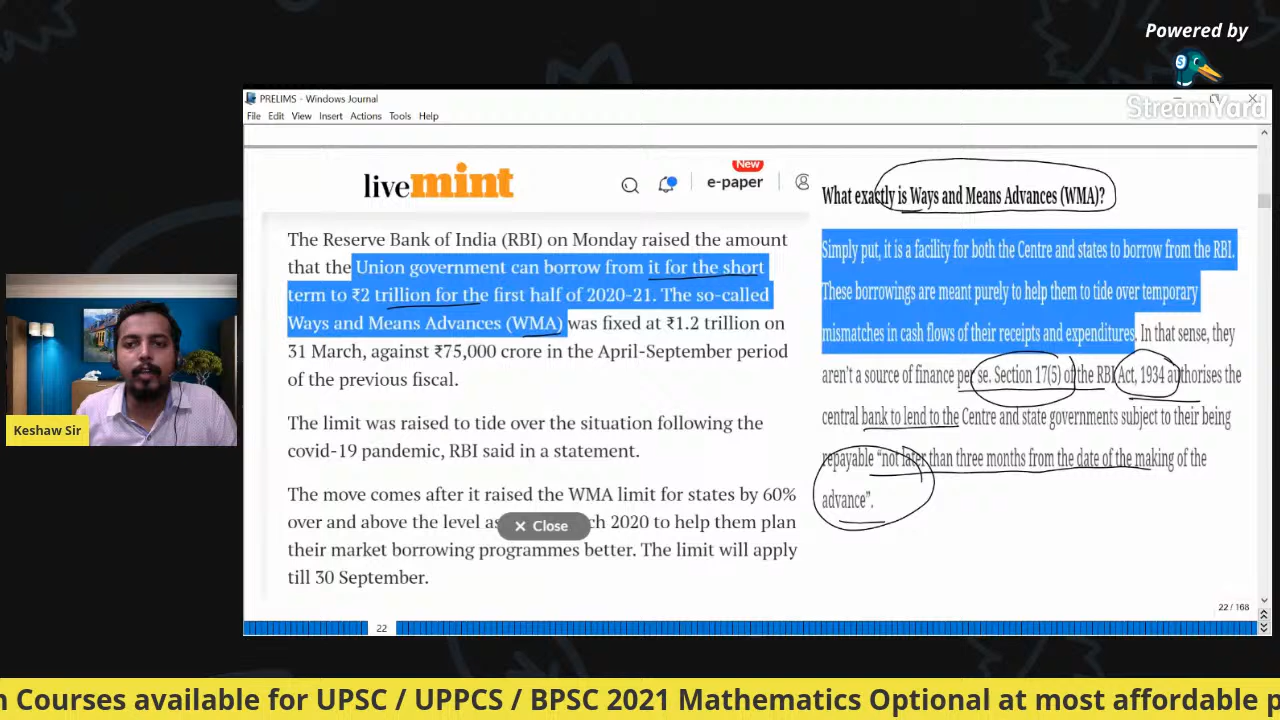 Powered by
StreamYard
PRELIMS - Windows Journal
File Edit View Insert Actions Tools Help
livemint
New
e-paper
The Reserve Bank of India (RBI) on Monday raised the amount
that the Union government can borrow from it for the short
term to ₹2 trillion for the first half of 2020-21. The so-called
Ways and Means Advances (WMA) was fixed at ₹1.2 trillion on
31 March, against ₹75,000 crore in the April-September period
of the previous fiscal.
The limit was raised to tide over the situation following the
covid-19 pandemic, RBI said in a statement.
The move comes after it raised the WMA limit for states by 60%
over and above the level as ch 2020 to help them plan
their market borrowing programmes better. The limit will apply
till 30 September.
✕ Close
What exactly is Ways and Means Advances (WMA)?
Simply put, it is a facility for both the Centre and states to borrow from the RBI.
These borrowings are meant purely to help them to tide over temporary
mismatches in cash flows of their receipts and expenditures. In that sense, they
aren't a source of finance per se. Section 17(5) of the RBI Act, 1934 authorises the
central bank to lend to the Centre and state governments subject to their being
repayable “not later than three months from the date of the making of the
advance”.
22 / 168
22
Keshaw Sir
Courses available for UPSC / UPPCS / BPSC 2021 Mathematics Optional at most affordable